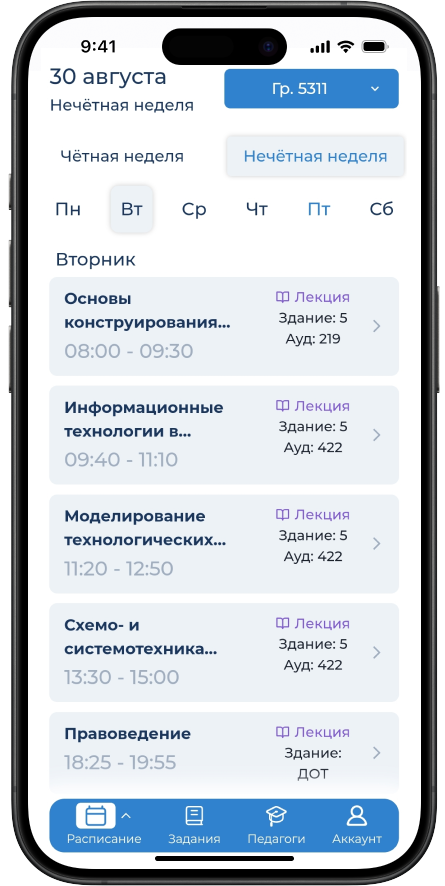 9:41
30 августа
Нечётная неделя
Гр. 5311
Чётная неделя
Нечётная неделя
Пн Вт Ср Чт Пт Сб
Вторник
Основы
конструирования...
08:00 - 09:30
Лекция
Здание: 5
Ауд: 219
Информационные
технологии в...
09:40 - 11:10
Лекция
Здание: 5
Ауд: 422
Моделирование
технологических...
11:20 - 12:50
Лекция
Здание: 5
Ауд: 422
Схемо- и
системотехника...
13:30 - 15:00
Лекция
Здание: 5
Ауд: 422
Правоведение
18:25 - 19:55
Лекция
Здание:
ДОТ
Расписание
Задания
Педагоги
Аккаунт